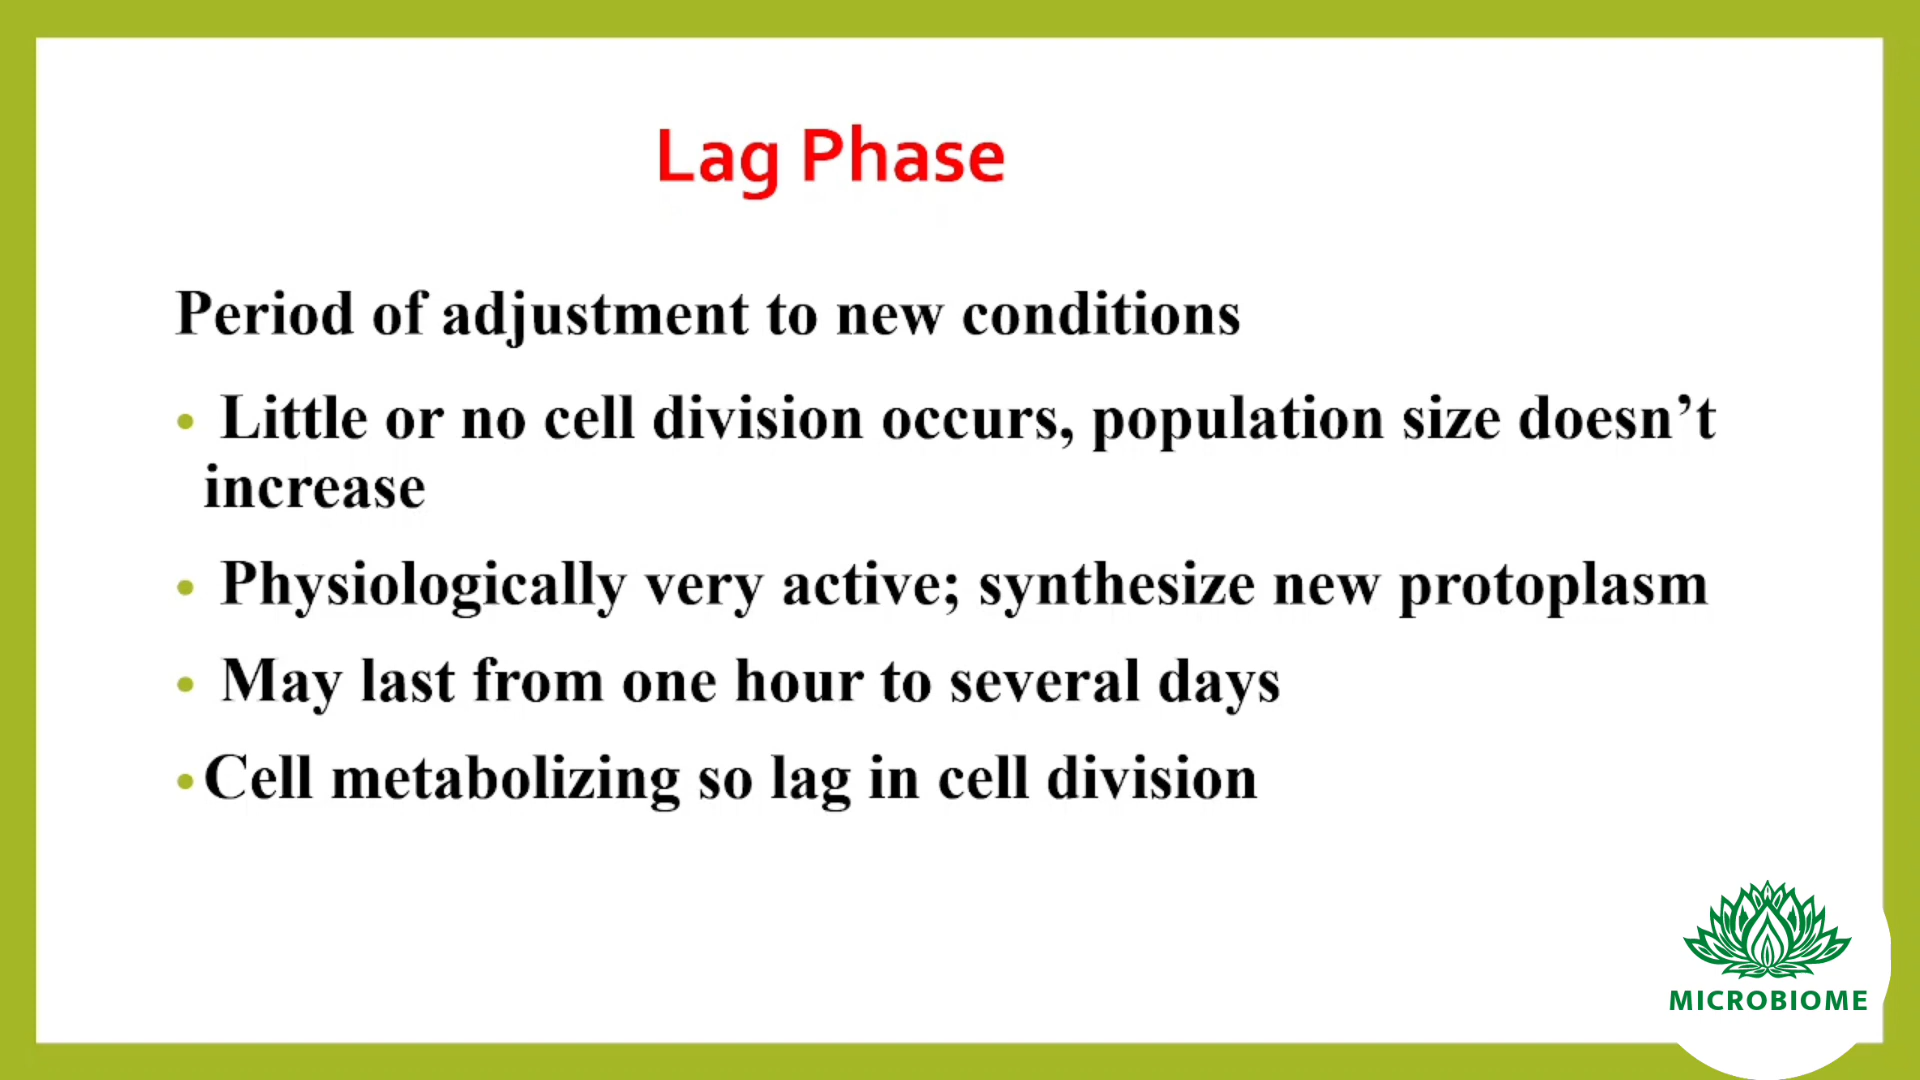 Lag Phase
Period of adjustment to new conditions
• Little or no cell division occurs, population size doesn’t
increase
• Physiologically very active; synthesize new protoplasm
• May last from one hour to several days
• Cell metabolizing so lag in cell division
MICROBIOME